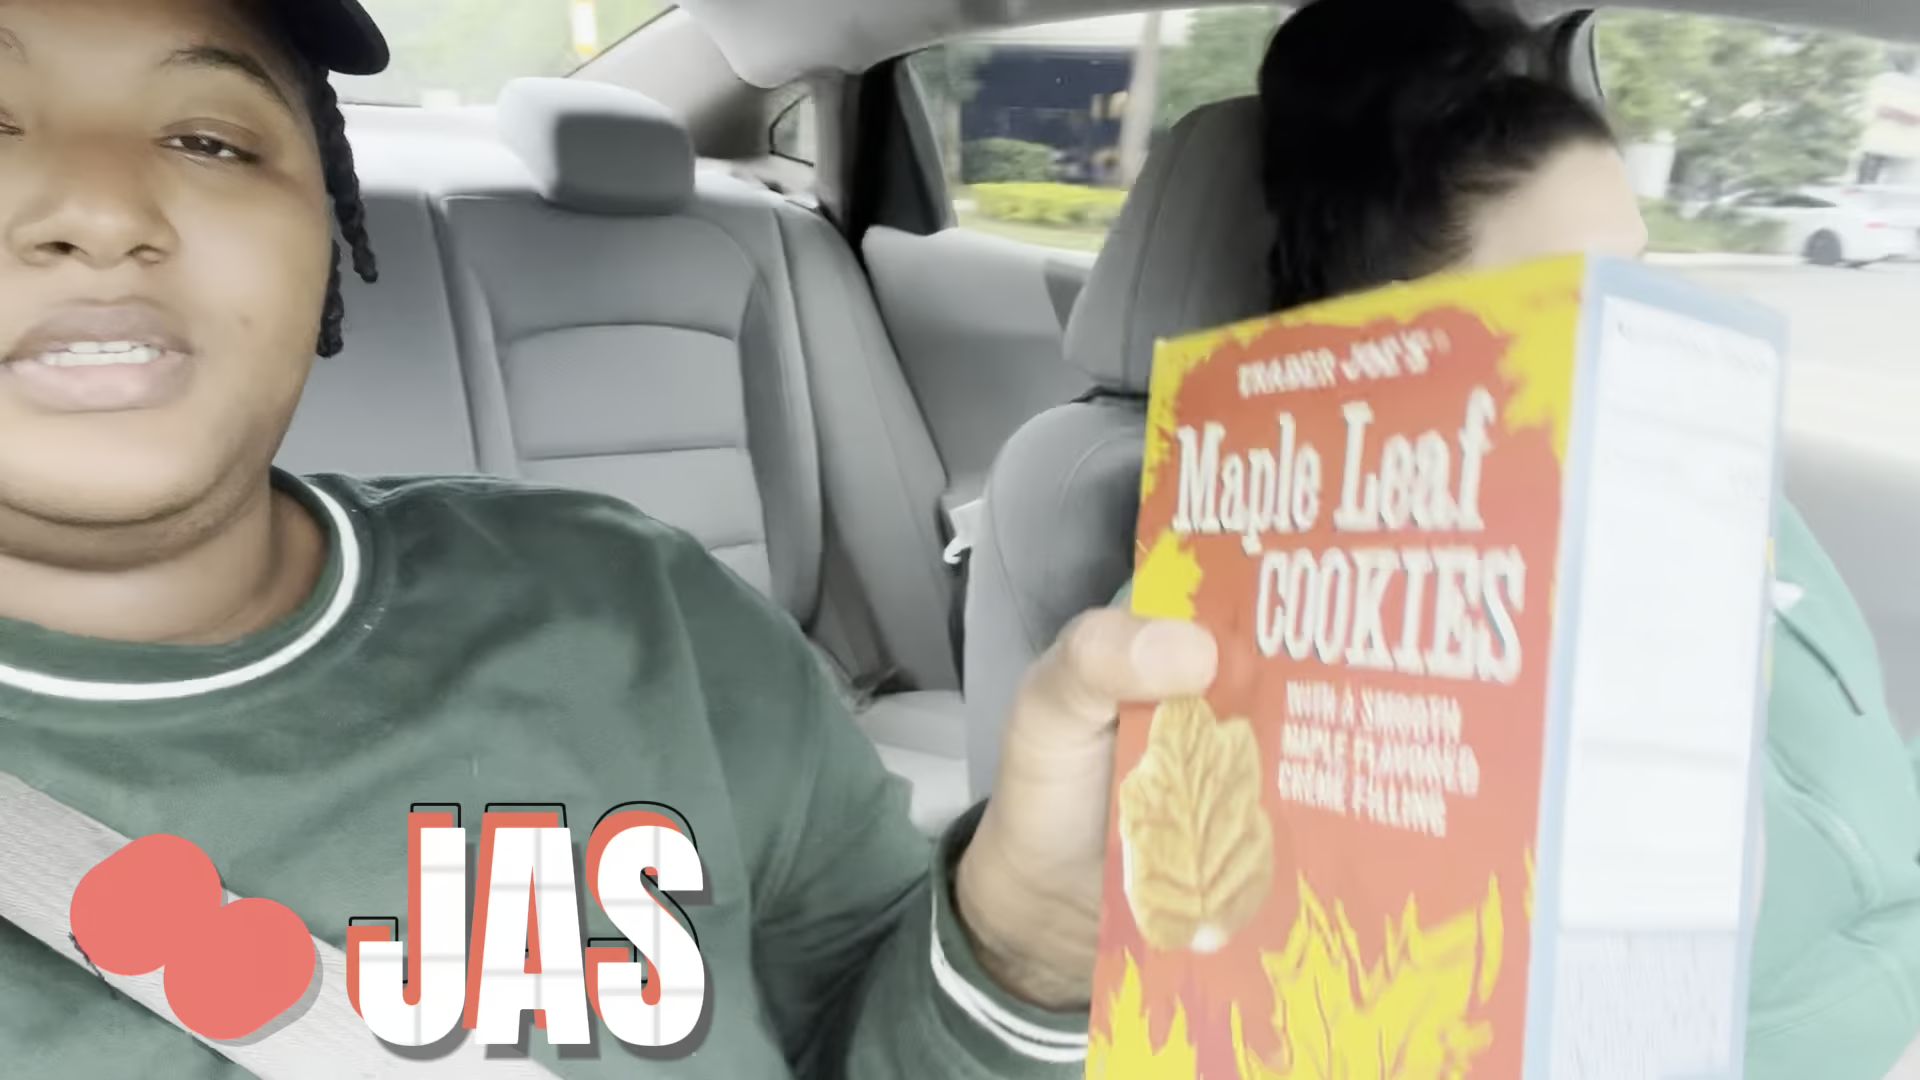 TRADER JOE'S
Maple Leaf
COOKIES
WITH A SMOOTH
MAPLE FLAVORED
CREME FILLING
JAS